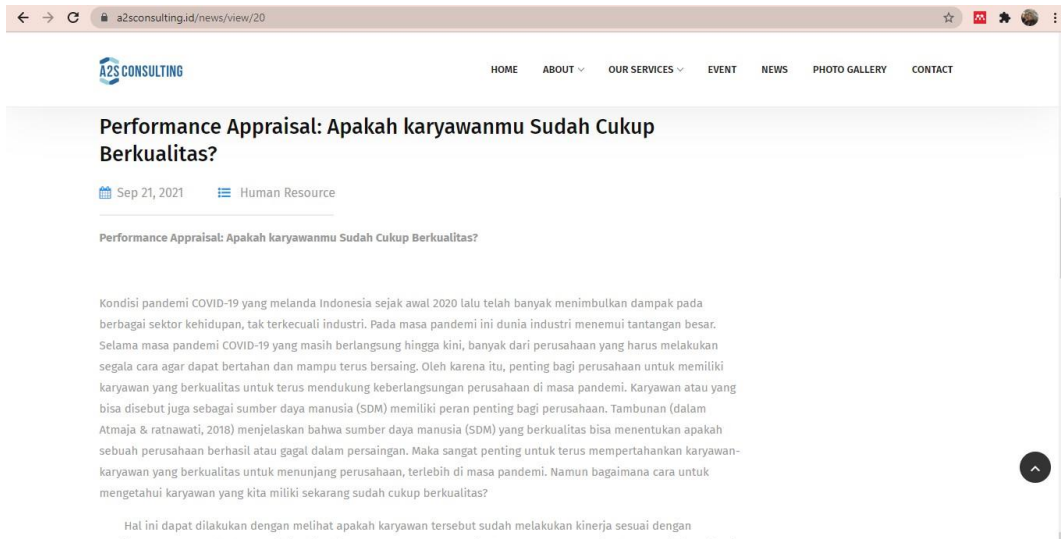 a2sconsulting.id/news/view/20
A2S CONSULTING
HOME ABOUT OUR SERVICES EVENT NEWS PHOTO GALLERY CONTACT
Performance Appraisal: Apakah karyawanmu Sudah Cukup
Berkualitas?
Sep 21, 2021 Human Resource
Performance Appraisal: Apakah karyawanmu Sudah Cukup Berkualitas?
Kondisi pandemi COVID-19 yang melanda Indonesia sejak awal 2020 lalu telah banyak menimbulkan dampak pada
berbagai sektor kehidupan, tak terkecuali industri. Pada masa pandemi ini dunia industri menemui tantangan besar.
Selama masa pandemi COVID-19 yang masih berlangsung hingga kini, banyak dari perusahaan yang harus melakukan
segala cara agar dapat bertahan dan mampu terus bersaing. Oleh karena itu, penting bagi perusahaan untuk memiliki
karyawan yang berkualitas untuk terus mendukung keberlangsungan perusahaan di masa pandemi. Karyawan atau yang
bisa disebut juga sebagai sumber daya manusia (SDM) memiliki peran penting bagi perusahaan. Tambunan (dalam
Atmaja & ratnawati, 2018) menjelaskan bahwa sumber daya manusia (SDM) yang berkualitas bisa menentukan apakah
sebuah perusahaan berhasil atau gagal dalam persaingan. Maka sangat penting untuk terus mempertahankan karyawan-
karyawan yang berkualitas untuk menunjang perusahaan, terlebih di masa pandemi. Namun bagaimana cara untuk
mengetahui karyawan yang kita miliki sekarang sudah cukup berkualitas?
Hal ini dapat dilakukan dengan melihat apakah karyawan tersebut sudah melakukan kinerja sesuai dengan